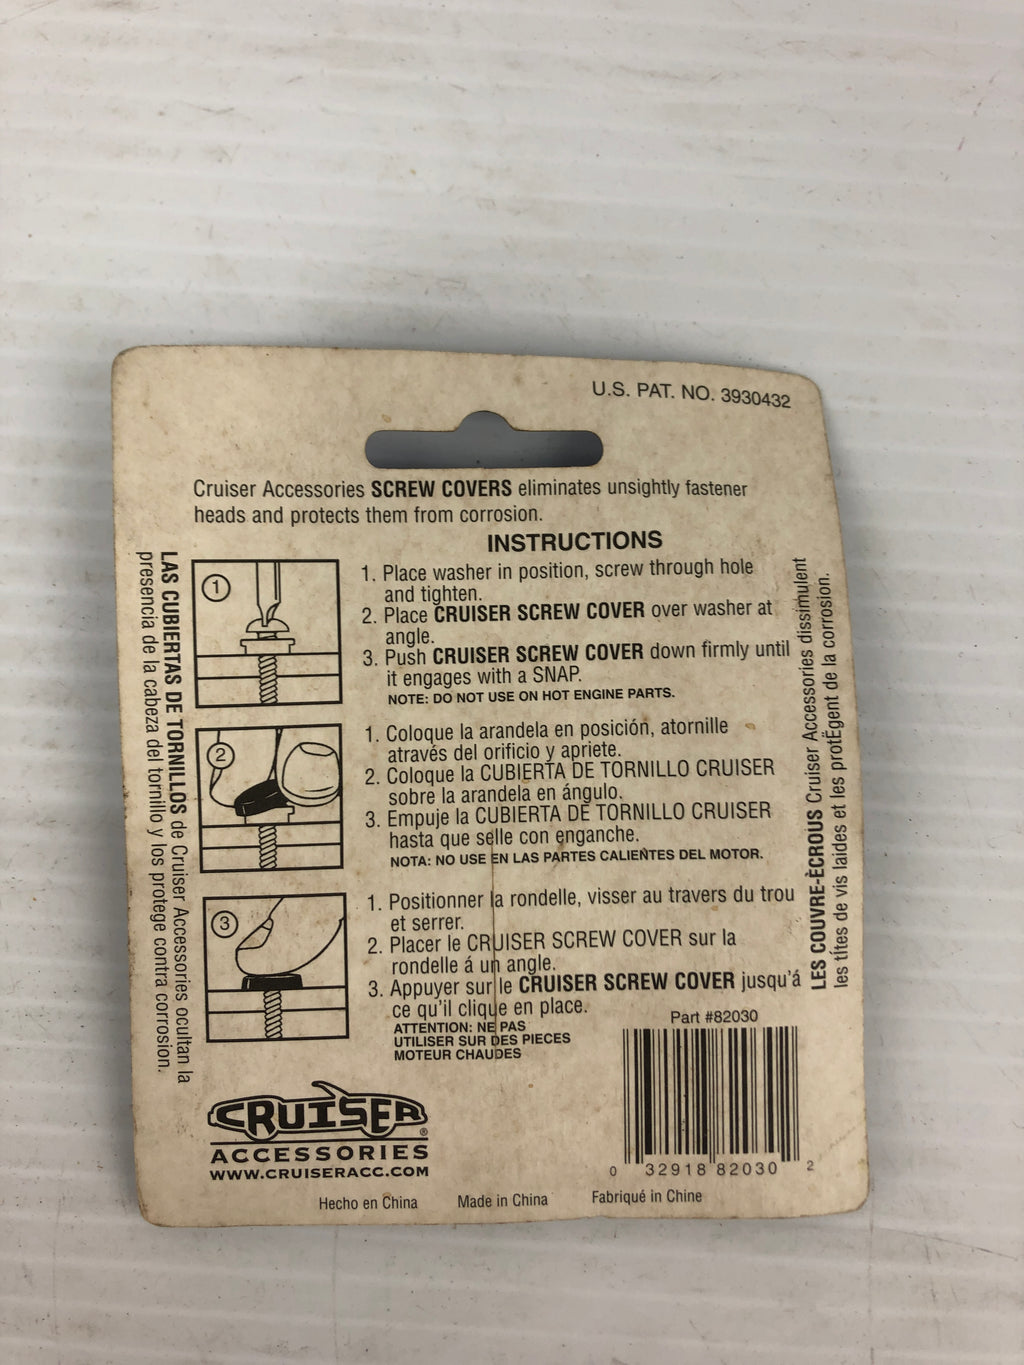 U.S. PAT. NO. 3930432
Cruiser Accessories SCREW COVERS eliminates unsightly fastener
heads and protects them from corrosion.
INSTRUCTIONS
1
1. Place washer in position, screw through hole
and tighten.
2. Place CRUISER SCREW COVER over washer at
angle.
3. Push CRUISER SCREW COVER down firmly until
it engages with a SNAP.
NOTE: DO NOT USE ON HOT ENGINE PARTS.
2
1. Coloque la arandela en posición, atornille
através del orificio y apriete.
2. Coloque la CUBIERTA DE TORNILLO CRUISER
sobre la arandela en ángulo.
3. Empuje la CUBIERTA DE TORNILLO CRUISER
hasta que selle con enganche.
NOTA: NO USE EN LAS PARTES CALIENTES DEL MOTOR.
3
1. Positionner la rondelle, visser au travers du trou
et serrer.
2. Placer le CRUISER SCREW COVER sur la
rondelle á un angle.
3. Appuyer sur le CRUISER SCREW COVER jusqu'á
ce qu'il clique en place.
ATTENTION: NE PAS
UTILISER SUR DES PIECES
MOTEUR CHAUDES
LAS CUBIERTAS DE TORNILLOS de Cruiser Accessories ocultan la
presencia de la cabeza del tornillo y los protege contra corrosion.
LES COUVRE-ÈCROUS Cruiser Accessories dissimulent
les títes de vis laides et les protËgent de la corrosion.
Part #82030
0 32918 82030 2
CRUISER®
ACCESSORIES
WWW.CRUISERACC.COM
Hecho en China Made in China Fabriqué in Chine